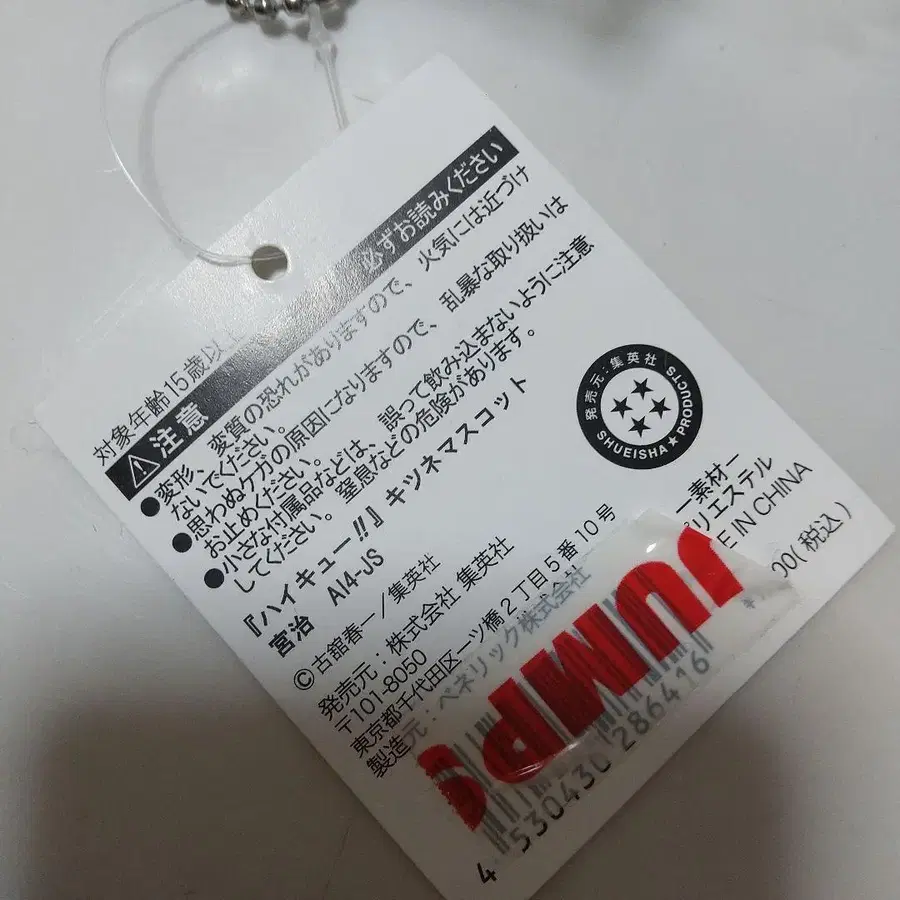 対象年齢15歳以上
注意 必ずお読みください
●変形、変質の恐れがありますので、火気には近づけ
ないでください。
●思わぬケガの原因になりますので、乱暴な取り扱いは
お止めください。
●小さな付属品などは、誤って飲み込まないように注意
してください。窒息などの危険があります。
『ハイキュー!!』キツネマスコット
宮治 AI4-JS
©古舘春一/集英社
発売元:株式会社 集英社
〒101-8050
東京都千代田区一ツ橋2丁目5番10号
製造元:ベネリック株式会社
発売元:集英社
SHUEISHA★PRODUCTS
ー素材ー
リエステル
E IN CHINA
00(税込)
JUMP
4 530430 286416